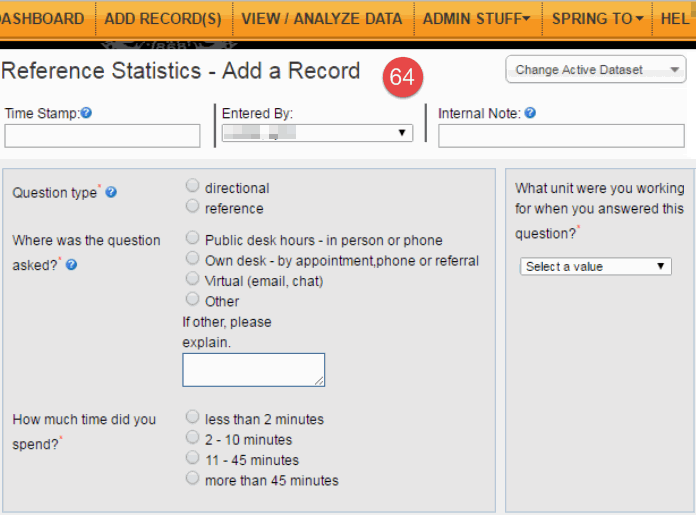 DASHBOARD ADD RECORD(S) VIEW / ANALYZE DATA ADMIN STUFF SPRING TO HEL
Reference Statistics - Add a Record 64 Change Active Dataset
Time Stamp: Entered By: Internal Note:
Question type*
directional
reference
Where was the question
asked?*
Public desk hours - in person or phone
Own desk - by appointment,phone or referral
Virtual (email, chat)
Other
If other, please
explain.
How much time did you
spend?*
less than 2 minutes
2 - 10 minutes
11 - 45 minutes
more than 45 minutes
What unit were you working
for when you answered this
question?*
Select a value